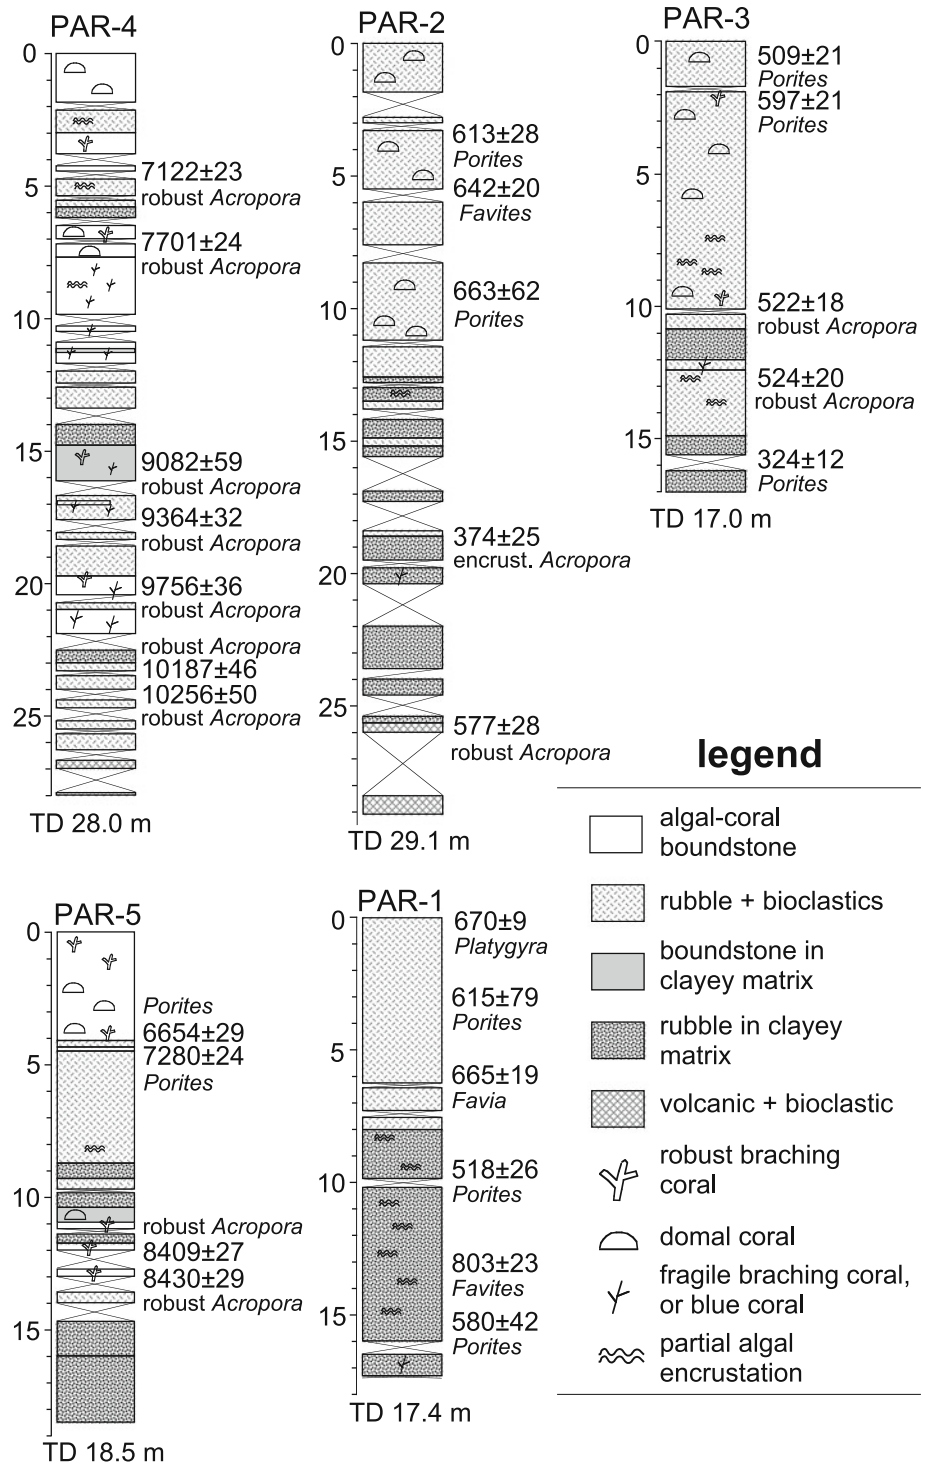 PAR-4
0
5
10
15
20
25
7122±23
robust Acropora
7701±24
robust Acropora
9082±59
robust Acropora
9364±32
robust Acropora
9756±36
robust Acropora
robust Acropora
10187±46
10256±50
robust Acropora
TD 28.0 m
PAR-2
0
5
10
15
20
25
613±28
Porites
642±20
Favites
663±62
Porites
374±25
encrust. Acropora
577±28
robust Acropora
TD 29.1 m
PAR-3
0
5
10
15
509±21
Porites
597±21
Porites
522±18
robust Acropora
524±20
robust Acropora
324±12
Porites
TD 17.0 m
PAR-5
0
5
10
15
Porites
6654±29
7280±24
Porites
robust Acropora
8409±27
8430±29
robust Acropora
TD 18.5 m
PAR-1
0
5
10
15
670±9
Platygyra
615±79
Porites
665±19
Favia
518±26
Porites
803±23
Favites
580±42
Porites
TD 17.4 m
legend
algal-coral
boundstone
rubble + bioclastics
boundstone in
clayey matrix
rubble in clayey
matrix
volcanic + bioclastic
robust braching
coral
domal coral
fragile braching coral,
or blue coral
partial algal
encrustation